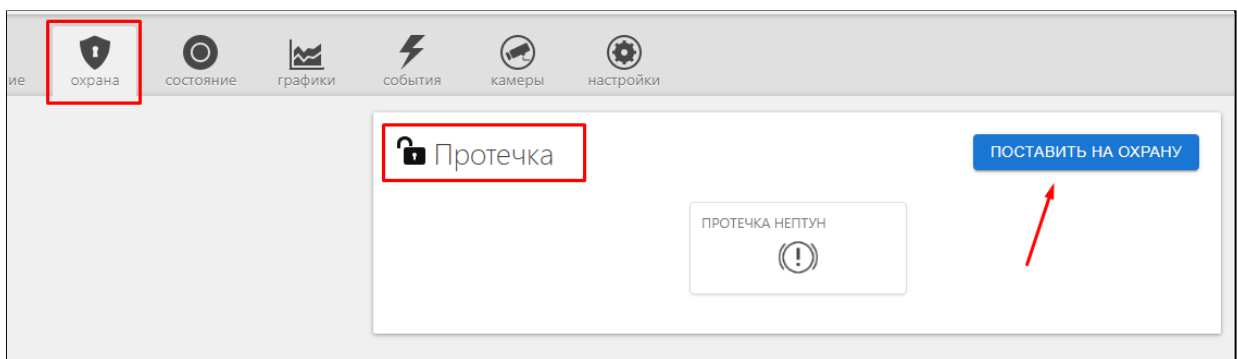 ие охрана состояние графики события камеры настройки
Протечка ПОСТАВИТЬ НА ОХРАНУ
ПРОТЕЧКА НЕПТУН